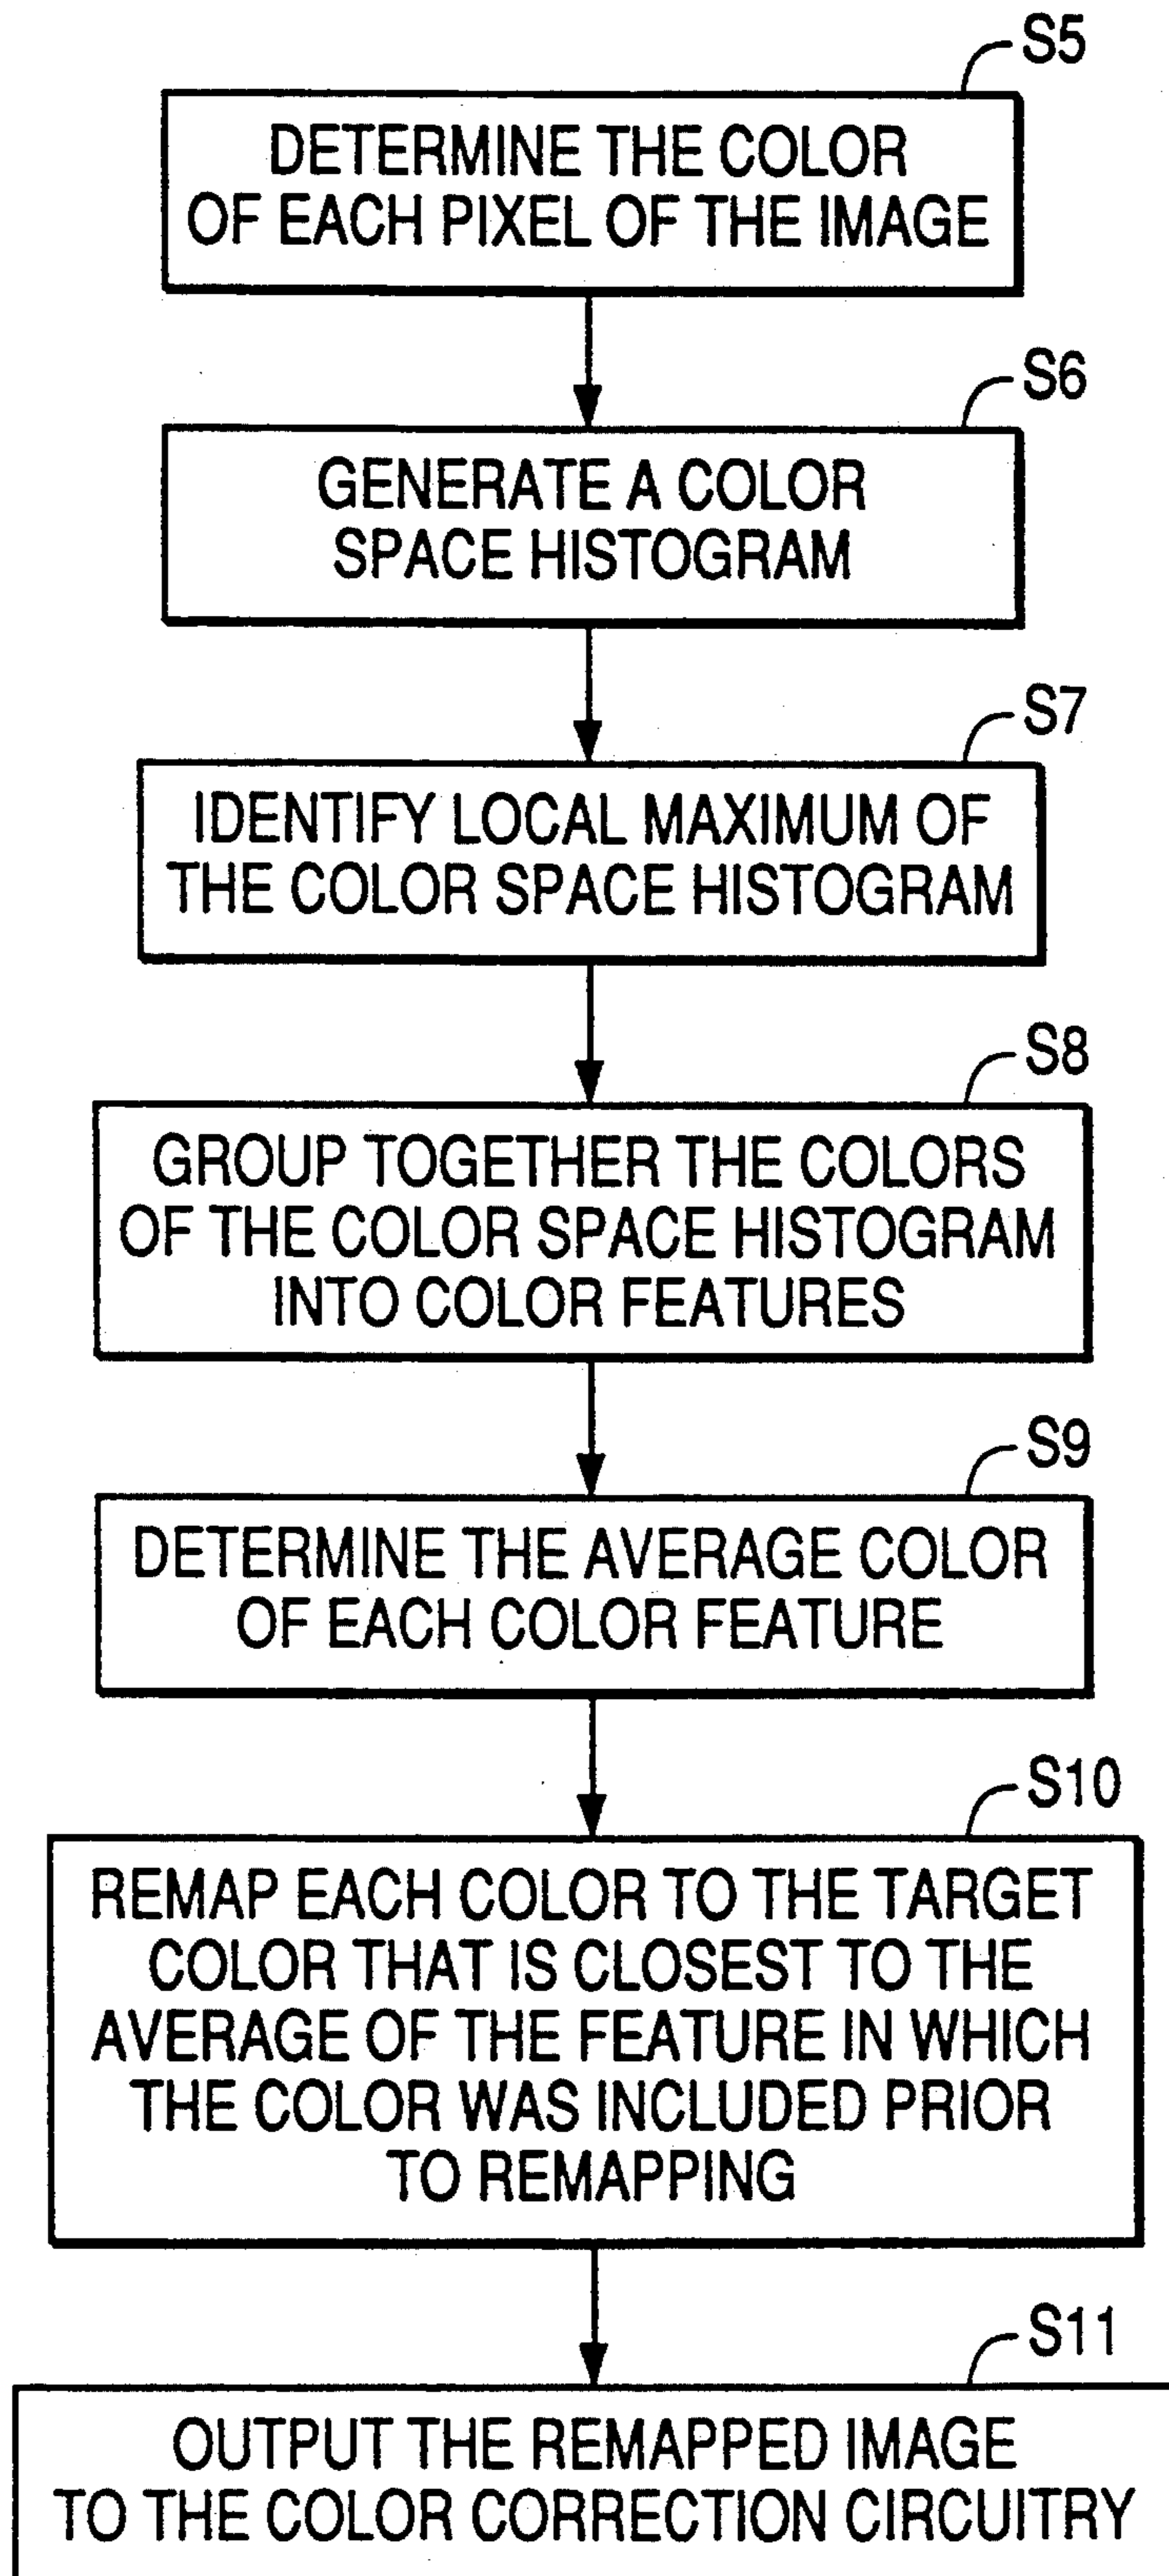 S5
DETERMINE THE COLOR
OF EACH PIXEL OF THE IMAGE
S6
GENERATE A COLOR
SPACE HISTOGRAM
S7
IDENTIFY LOCAL MAXIMUM OF
THE COLOR SPACE HISTOGRAM
S8
GROUP TOGETHER THE COLORS
OF THE COLOR SPACE HISTOGRAM
INTO COLOR FEATURES
S9
DETERMINE THE AVERAGE COLOR
OF EACH COLOR FEATURE
S10
REMAP EACH COLOR TO THE TARGET
COLOR THAT IS CLOSEST TO THE
AVERAGE OF THE FEATURE IN WHICH
THE COLOR WAS INCLUDED PRIOR
TO REMAPPING
S11
OUTPUT THE REMAPPED IMAGE
TO THE COLOR CORRECTION CIRCUITRY